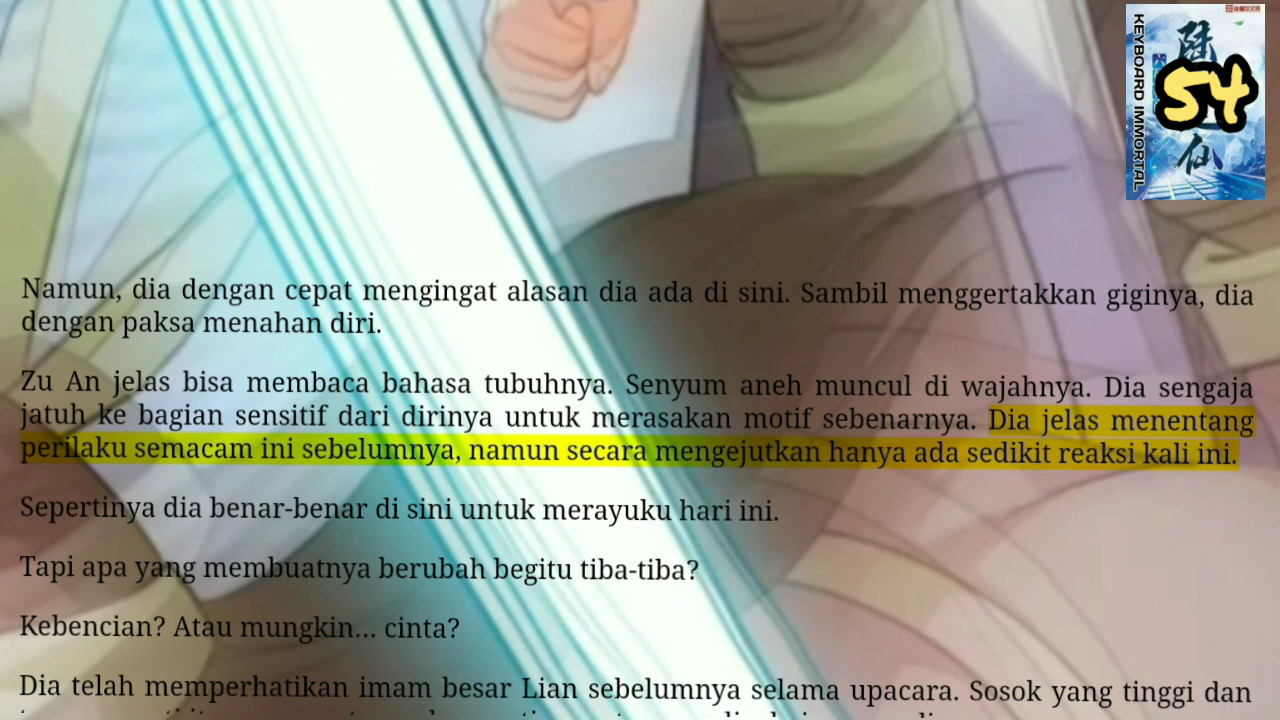 KEYBOARD IMMORTAL
54
仙
Namun, dia dengan cepat mengingat alasan dia ada di sini. Sambil menggertakkan giginya, dia
dengan paksa menahan diri.
Zu An jelas bisa membaca bahasa tubuhnya. Senyum aneh muncul di wajahnya. Dia sengaja
jatuh ke bagian sensitif dari dirinya untuk merasakan motif sebenarnya. Dia jelas menentang
perilaku semacam ini sebelumnya, namun secara mengejutkan hanya ada sedikit reaksi kali ini.
Sepertinya dia benar-benar di sini untuk merayuku hari ini.
Tapi apa yang membuatnya berubah begitu tiba-tiba?
Kebencian? Atau mungkin... cinta?
Dia telah memperhatikan imam besar Lian sebelumnya selama upacara. Sosok yang tinggi dan